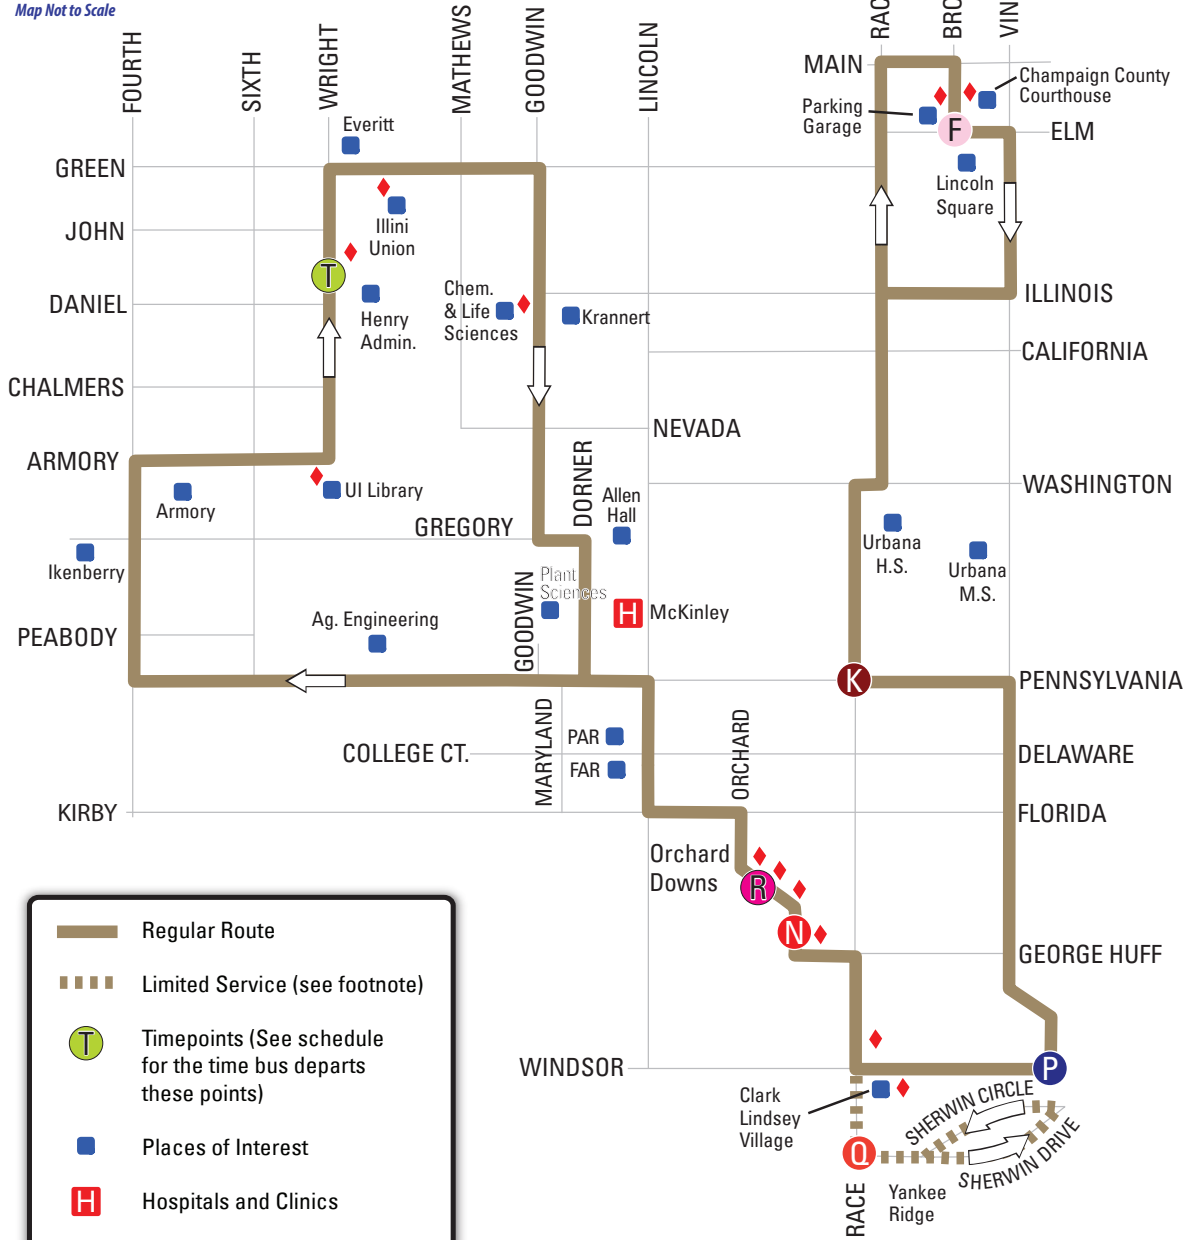 Map Not to Scale
FOURTH
SIXTH
WRIGHT
MATHEWS
GOODWIN
LINCOLN
RAC
BRO
VIN
MAIN
Champaign County
Courthouse
Parking
Garage
F
ELM
Everitt
GREEN
Lincoln
Square
Illini
Union
JOHN
T
DANIEL
Henry
Admin.
Chem.
& Life
Sciences
Krannert
ILLINOIS
CALIFORNIA
CHALMERS
NEVADA
ARMORY
UI Library
Armory
GREGORY
DORNER
Allen
Hall
WASHINGTON
Urbana
H.S.
Urbana
M.S.
Ikenberry
GOODWIN
Plant
Sciences
H
McKinley
Ag. Engineering
PEABODY
K
PENNSYLVANIA
MARYLAND
PAR
FAR
ORCHARD
COLLEGE CT.
DELAWARE
KIRBY
FLORIDA
Orchard
Downs
R
N
GEORGE HUFF
WINDSOR
P
Clark
Lindsey
Village
SHERWIN CIRCLE
SHERWIN DRIVE
Q
Yankee
Ridge
RACE
Regular Route
Limited Service (see footnote)
T
Timepoints (See schedule
for the time bus departs
these points)
Places of Interest
H
Hospitals and Clinics